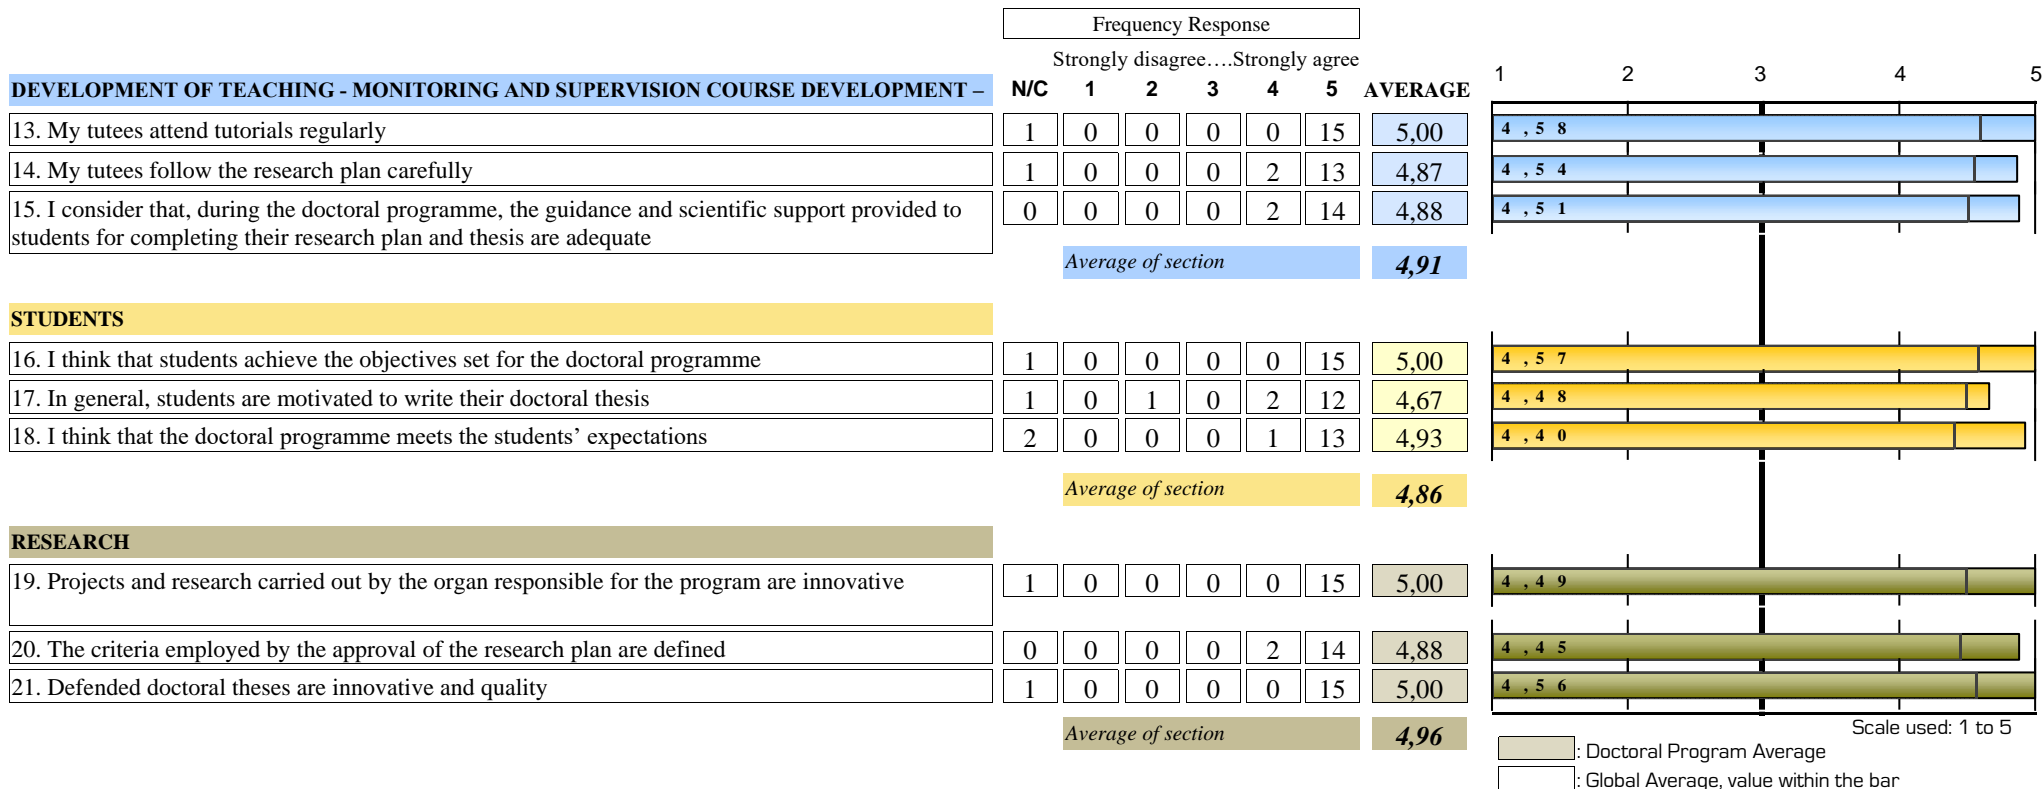 Frequency Response
Strongly disagree….Strongly agree
DEVELOPMENT OF TEACHING - MONITORING AND SUPERVISION COURSE DEVELOPMENT – N/C 1 2 3 4 5 AVERAGE 1 2 3 4 5
13. My tutees attend tutorials regularly 1 0 0 0 0 15 5,00 4,58
14. My tutees follow the research plan carefully 1 0 0 0 2 13 4,87 4,54
15. I consider that, during the doctoral programme, the guidance and scientific support provided to 0 0 0 0 2 14 4,88 4,51
students for completing their research plan and thesis are adequate
Average of section 4,91
STUDENTS
16. I think that students achieve the objectives set for the doctoral programme 1 0 0 0 0 15 5,00 4,57
17. In general, students are motivated to write their doctoral thesis 1 0 1 0 2 12 4,67 4,48
18. I think that the doctoral programme meets the students’ expectations 2 0 0 0 1 13 4,93 4,40
Average of section 4,86
RESEARCH
19. Projects and research carried out by the organ responsible for the program are innovative 1 0 0 0 0 15 5,00 4,49
20. The criteria employed by the approval of the research plan are defined 0 0 0 0 2 14 4,88 4,45
21. Defended doctoral theses are innovative and quality 1 0 0 0 0 15 5,00 4,56
Average of section 4,96
Scale used: 1 to 5
: Doctoral Program Average
: Global Average, value within the bar